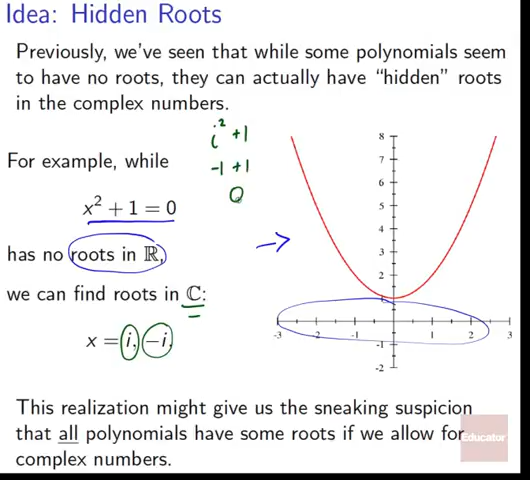 Idea: Hidden Roots
Previously, we've seen that while some polynomials seem
to have no roots, they can actually have “hidden” roots
in the complex numbers.
i² +1
For example, while
-1 +1
x² + 1 = 0
0
has no roots in ℝ,
we can find roots in ℂ:
x = i, −i,
8
7
6
5
4
3
2
-3 -2 -1 1 2 3
-1
-2
This realization might give us the sneaking suspicion
that all polynomials have some roots if we allow for
complex numbers.
Educator